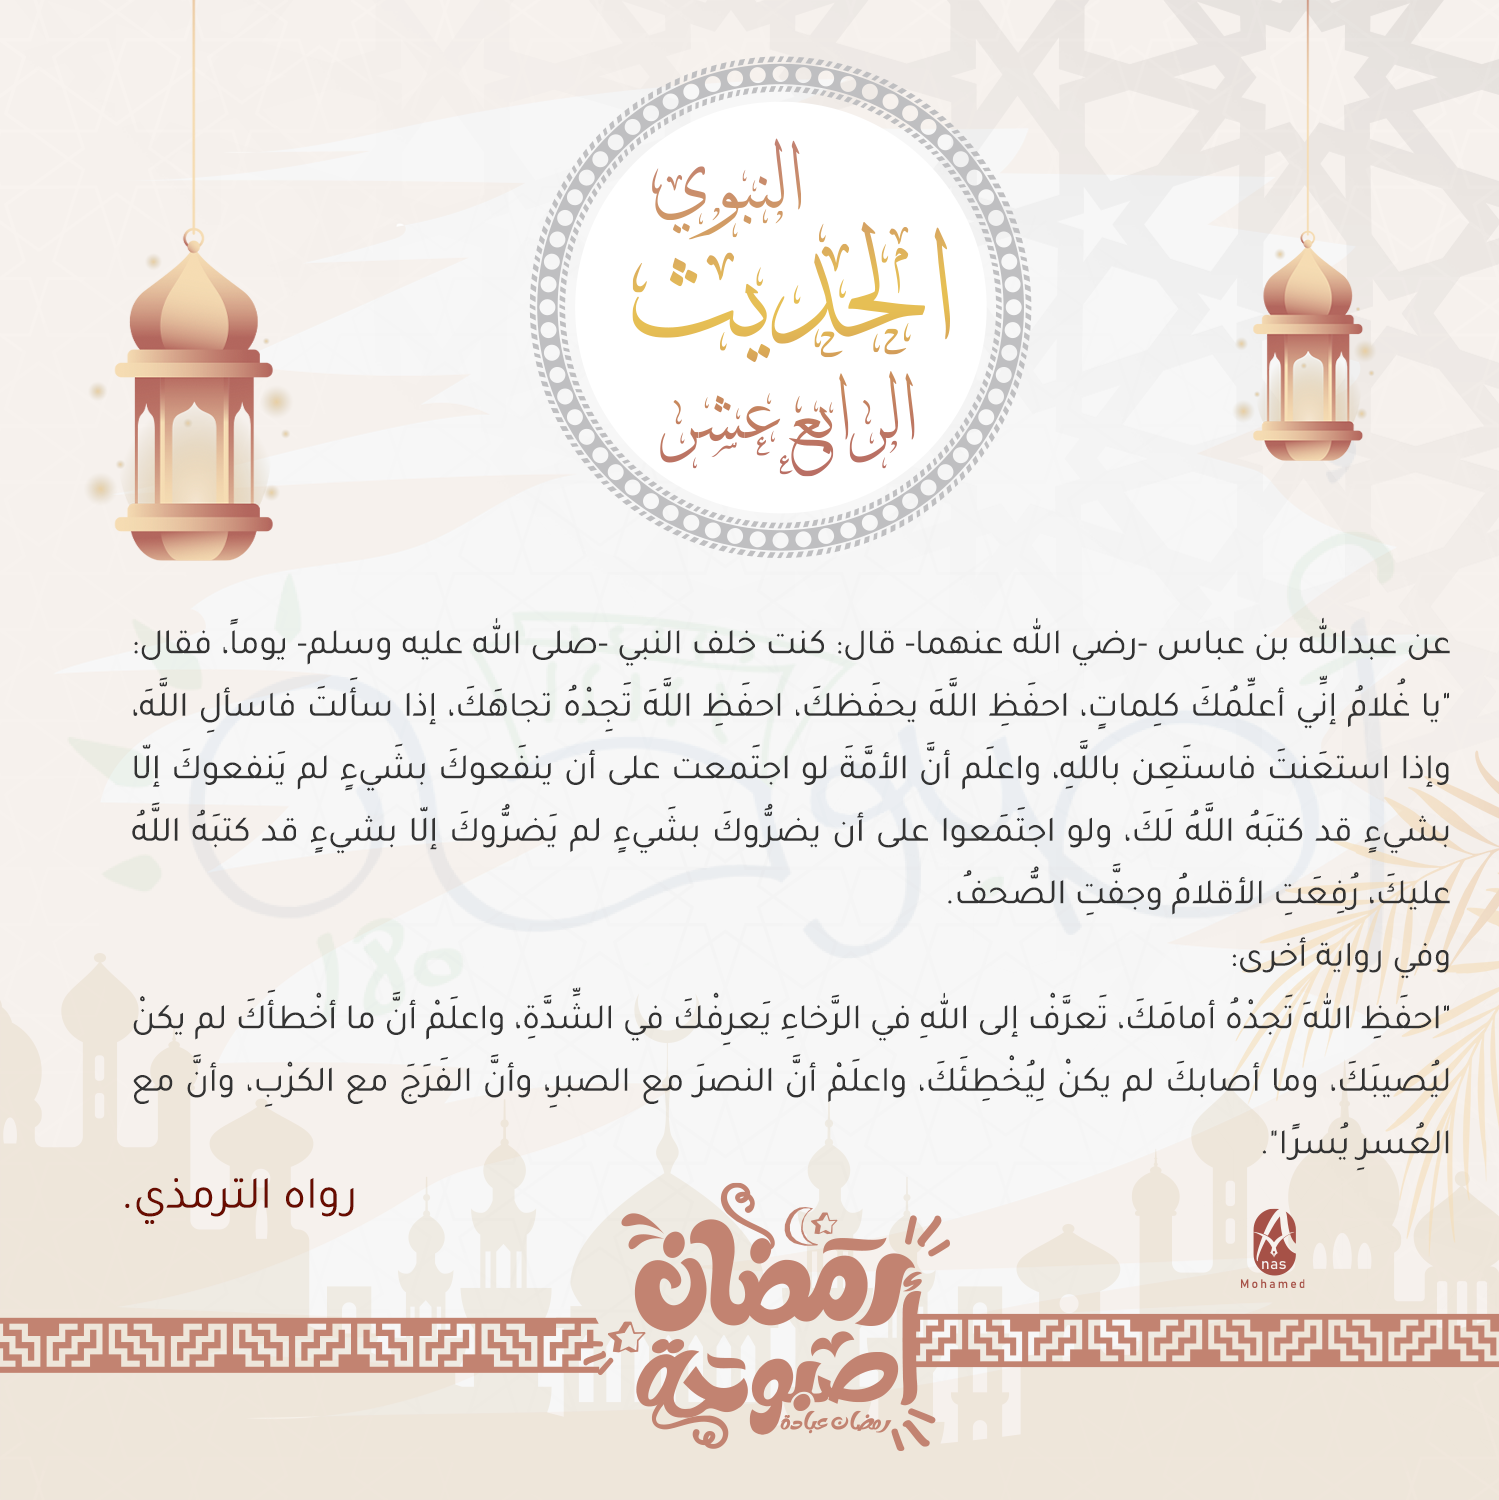 النبوي
الحديث
الرابع عشر
عن عبدالله بن عباس -رضي الله عنهما- قال: كنت خلف النبي -صلى الله عليه وسلم- يوماً، فقال:
"يا غُلامُ إنِّي أعلِّمُكَ كلِماتٍ، احفَظِ اللَّهَ يحفَظكَ، احفَظِ اللَّهَ تَجِدْهُ تجاهَكَ، إذا سأَلتَ فاسألِ اللَّهَ،
وإذا استعَنتَ فاستَعِن باللَّهِ، واعلَم أنَّ الأمَّةَ لو اجتَمعت على أن ينفَعوكَ بشَيءٍ لم يَنفعوكَ إلّا
بشيءٍ قد كتبَهُ اللَّهُ لَكَ، ولو اجتَمَعوا على أن يضرُّوكَ بشَيءٍ لم يَضرُّوكَ إلّا بشيءٍ قد كتبَهُ اللَّهُ
عليكَ، رُفِعَتِ الأقلامُ وجفَّتِ الصُّحفُ.
وفي رواية أخرى:
"احفَظِ اللهَ تَجدْهُ أمامَكَ، تَعرَّفْ إلى اللهِ في الرَّخاءِ يَعرِفْكَ في الشِّدَّةِ، واعلَمْ أنَّ ما أخْطأَكَ لم يكنْ
ليُصيبَكَ، وما أصابكَ لم يكنْ لِيُخْطِئَكَ، واعلَمْ أنَّ النصرَ مع الصبرِ، وأنَّ الفَرَجَ مع الكرْبِ، وأنَّ مع
العُسرِ يُسرًا".
رواه الترمذي.
رمضان
أصبوحة
رمضان عبادة
nas
Mohamed